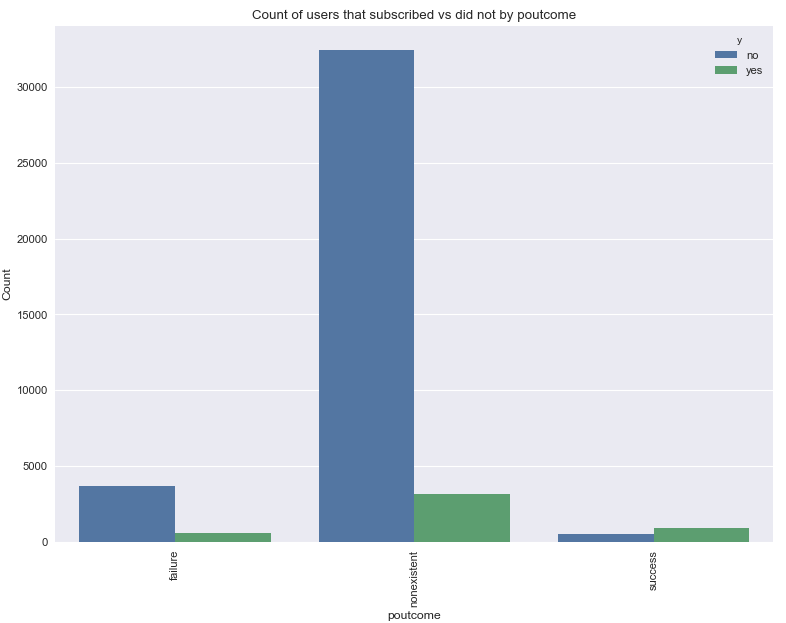 Count of users that subscribed vs did not by poutcome
y
no
yes
30000
25000
20000
15000
10000
5000
0
Count
failure
nonexistent
success
poutcome